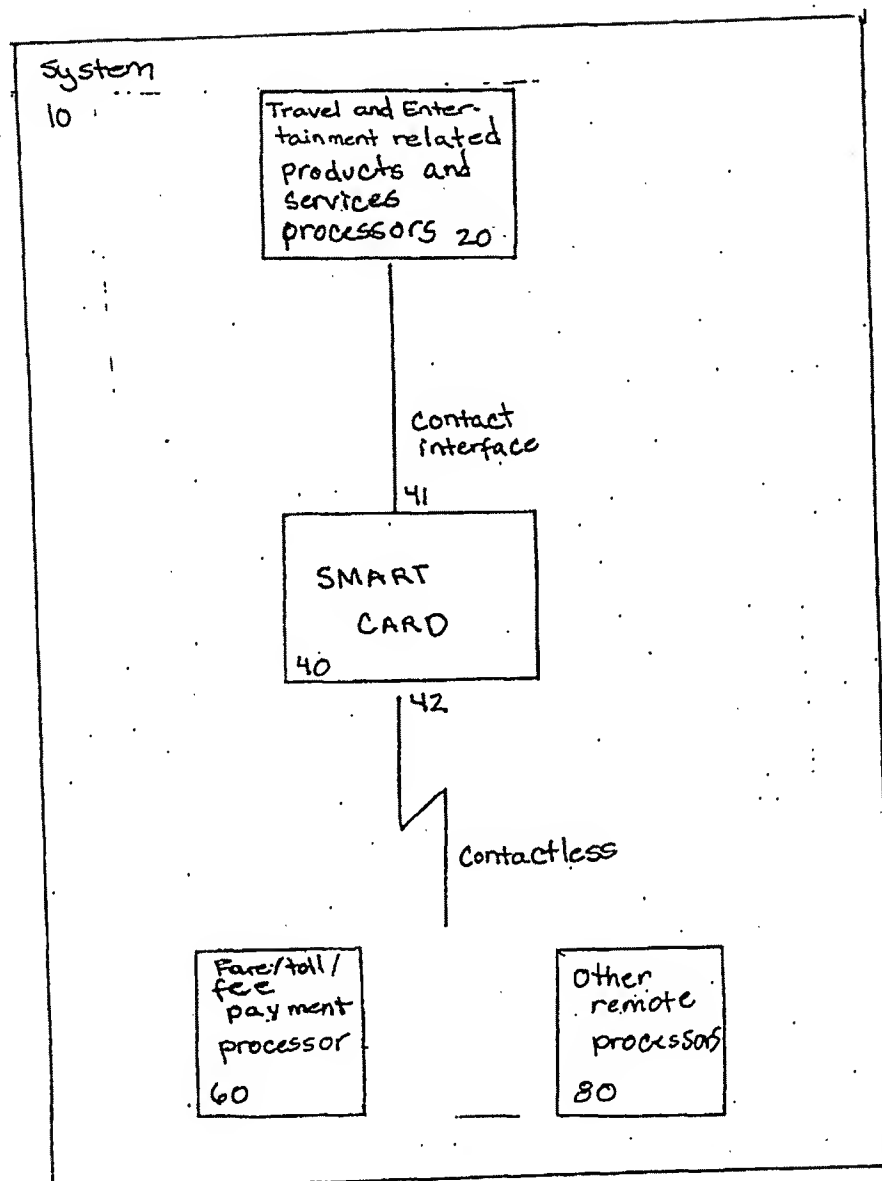 System
10
Travel and Enter-
tainment related
products and
services
processors 20
Contact
interface
41
SMART
CARD
40
42
Contactless
Fare/toll/
fee
payment
processor
60
Other
remote
processors
80